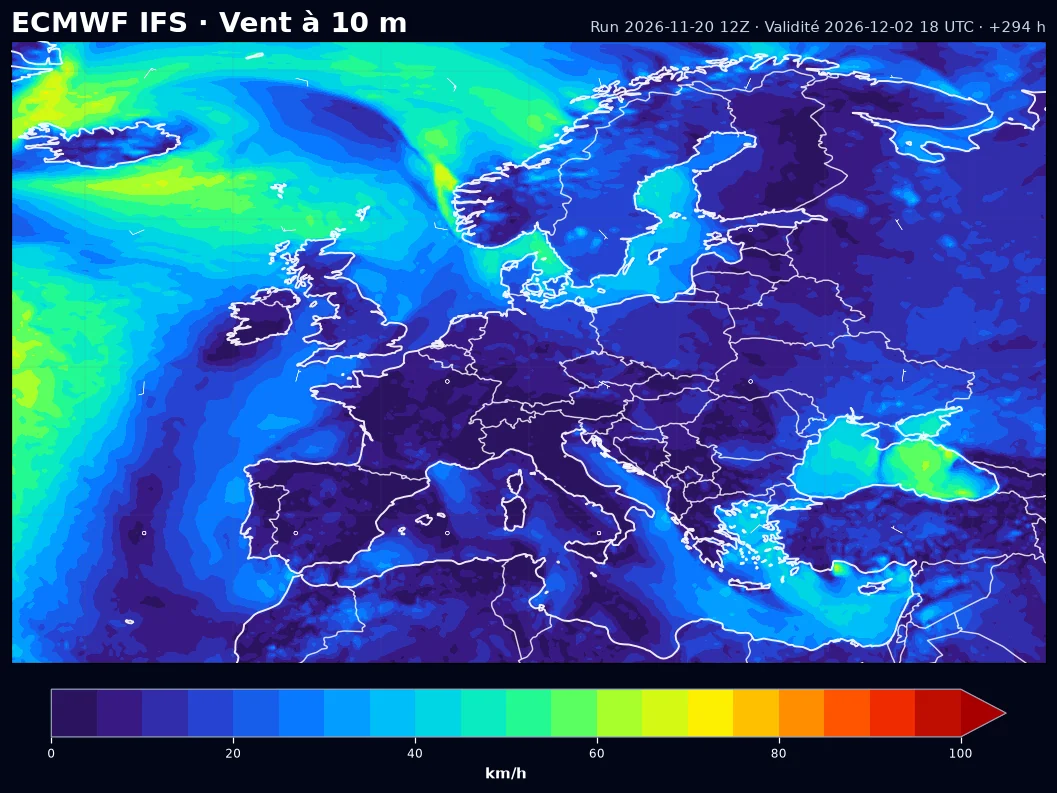 ECMWF IFS · Vent à 10 m
Run 2026-11-20 12Z · Validité 2026-12-02 18 UTC · +294 h
0 20 40 60 80 100
km/h